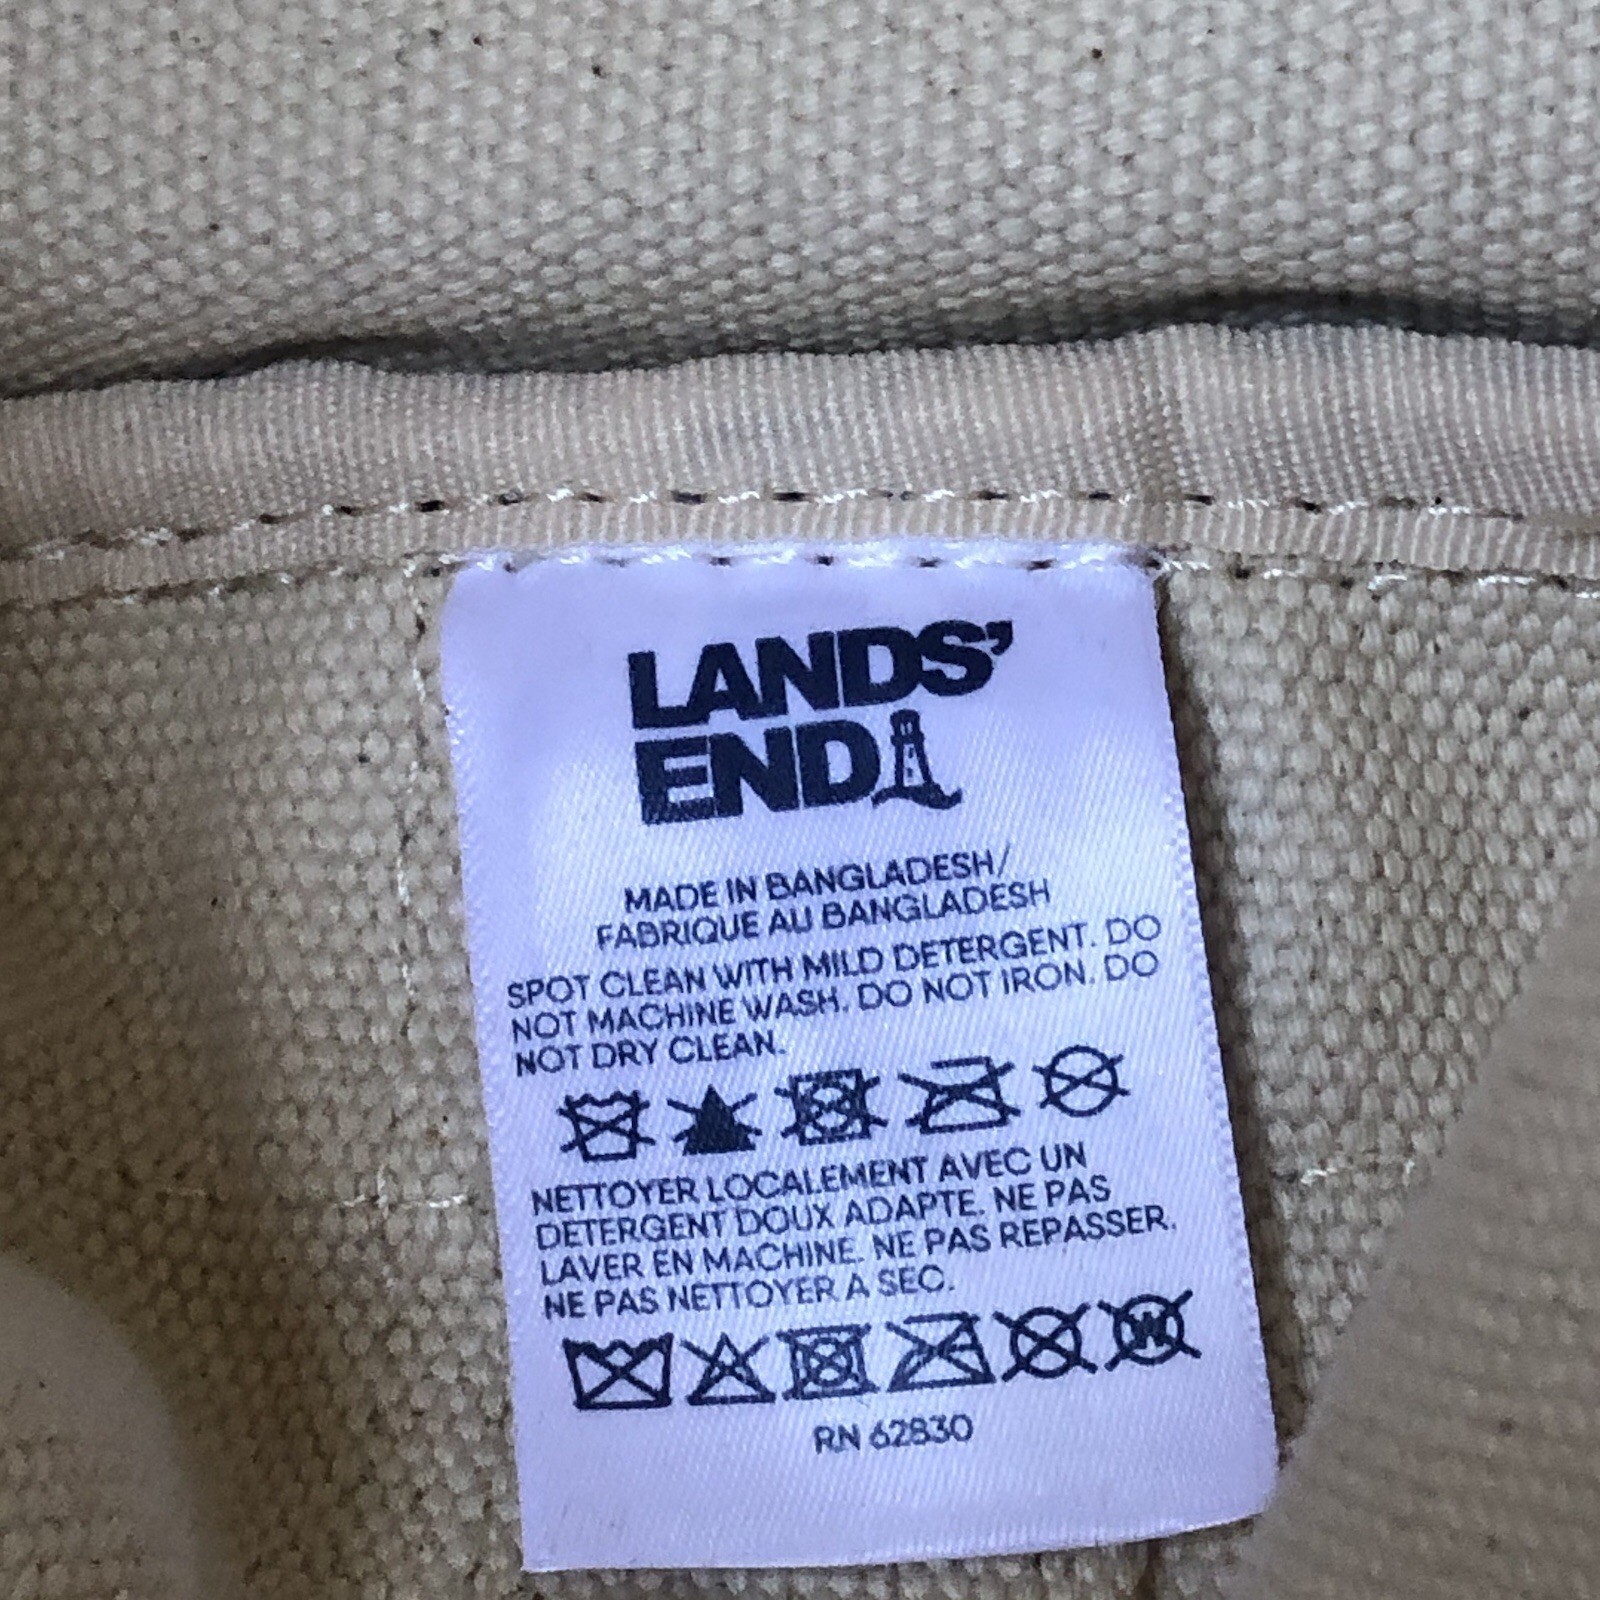 LANDS'
END
MADE IN BANGLADESH/
FABRIQUE AU BANGLADESH
SPOT CLEAN WITH MILD DETERGENT. DO
NOT MACHINE WASH. DO NOT IRON. DO
NOT DRY CLEAN.
NETTOYER LOCALEMENT AVEC UN
DETERGENT DOUX ADAPTE. NE PAS
LAVER EN MACHINE. NE PAS REPASSER.
NE PAS NETTOYER A SEC.
W
RN 62830